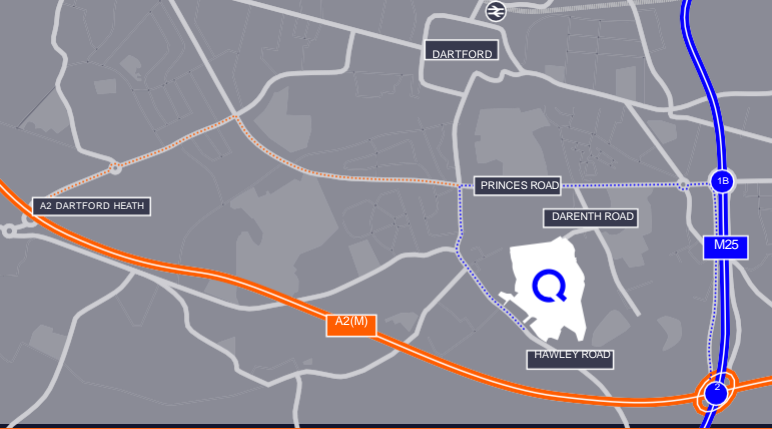 DARTFORD
1B
PRINCES ROAD
A2 DARTFORD HEATH
DARENTH ROAD
M25
A2(M)
HAWLEY ROAD
2